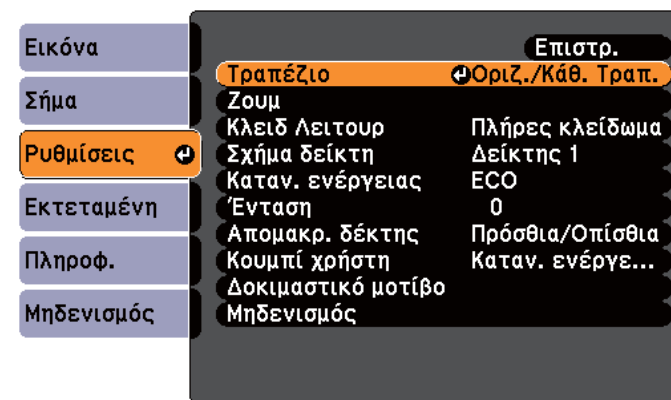 Εικόνα
Σήμα
Ρυθμίσεις
Εκτεταμένη
Πληροφ.
Μηδενισμός
Επιστρ.
Τραπέζιο Οριζ./Κάθ. Τραπ.
Ζουμ
Κλειδ Λειτουρ Πλήρες κλείδωμα
Σχήμα δείκτη Δείκτης 1
Καταν. ενέργειας ECO
Ένταση 0
Απομακρ. δέκτης Πρόσθια/Οπίσθια
Κουμπί χρήστη Καταν. ενέργε...
Δοκιμαστικό μοτίβο
Μηδενισμός